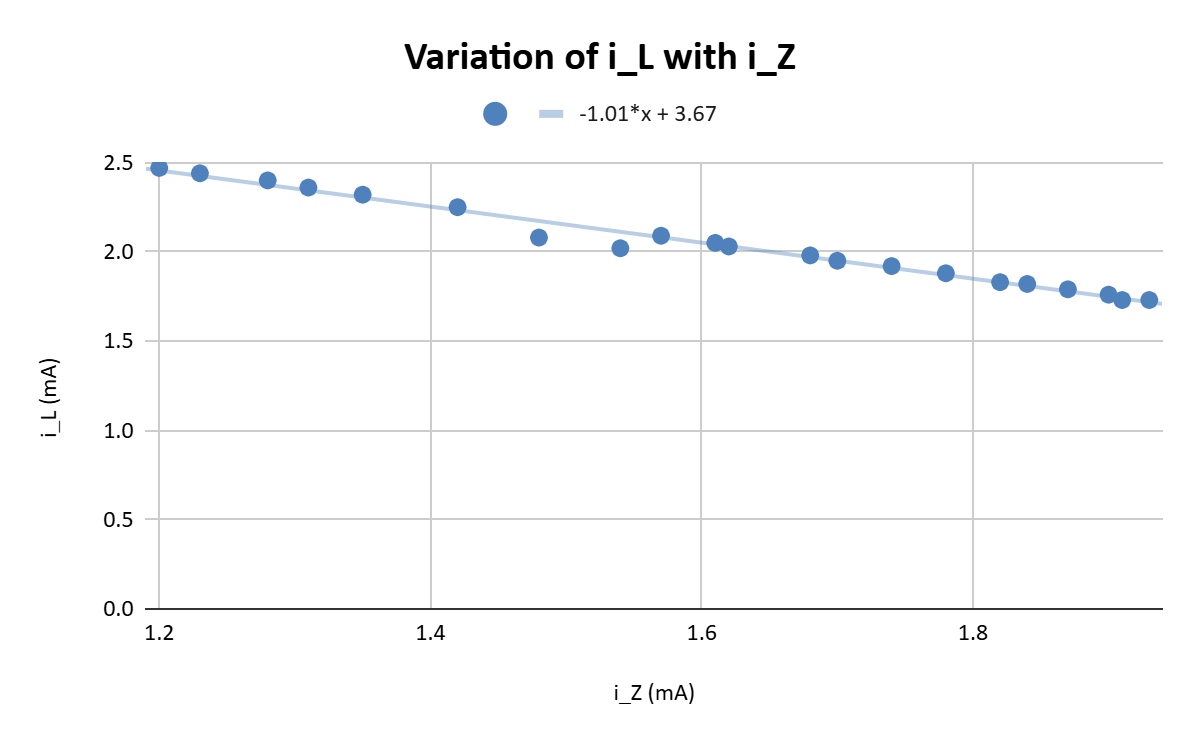 Variation of i_L with i_Z
-1.01*x + 3.67
2.5
2.0
1.5
1.0
0.5
0.0
i_L (mA)
1.2 1.4 1.6 1.8
i_Z (mA)